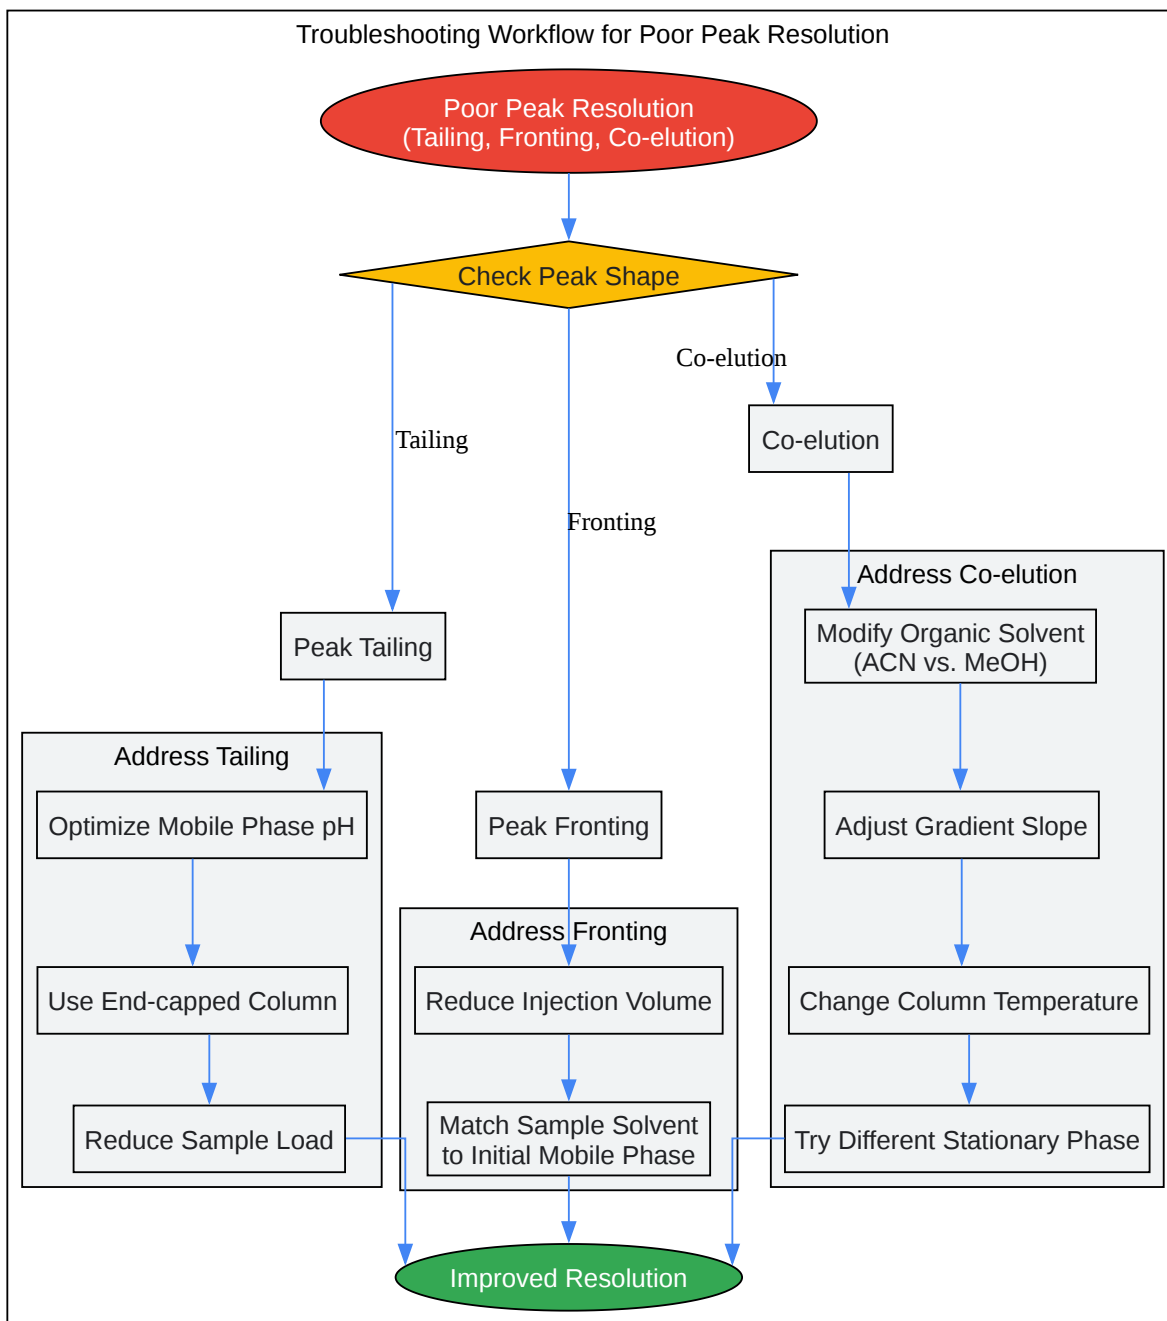 Troubleshooting Workflow for Poor Peak Resolution
Poor Peak Resolution
(Tailing, Fronting, Co-elution)
Check Peak Shape
Co-elution
Tailing
Co-elution
Fronting
Address Co-elution
Peak Tailing
Modify Organic Solvent
(ACN vs. MeOH)
Address Tailing
Optimize Mobile Phase pH
Peak Fronting
Adjust Gradient Slope
Address Fronting
Use End-capped Column
Reduce Injection Volume
Change Column Temperature
Reduce Sample Load
Match Sample Solvent
to Initial Mobile Phase
Try Different Stationary Phase
Improved Resolution